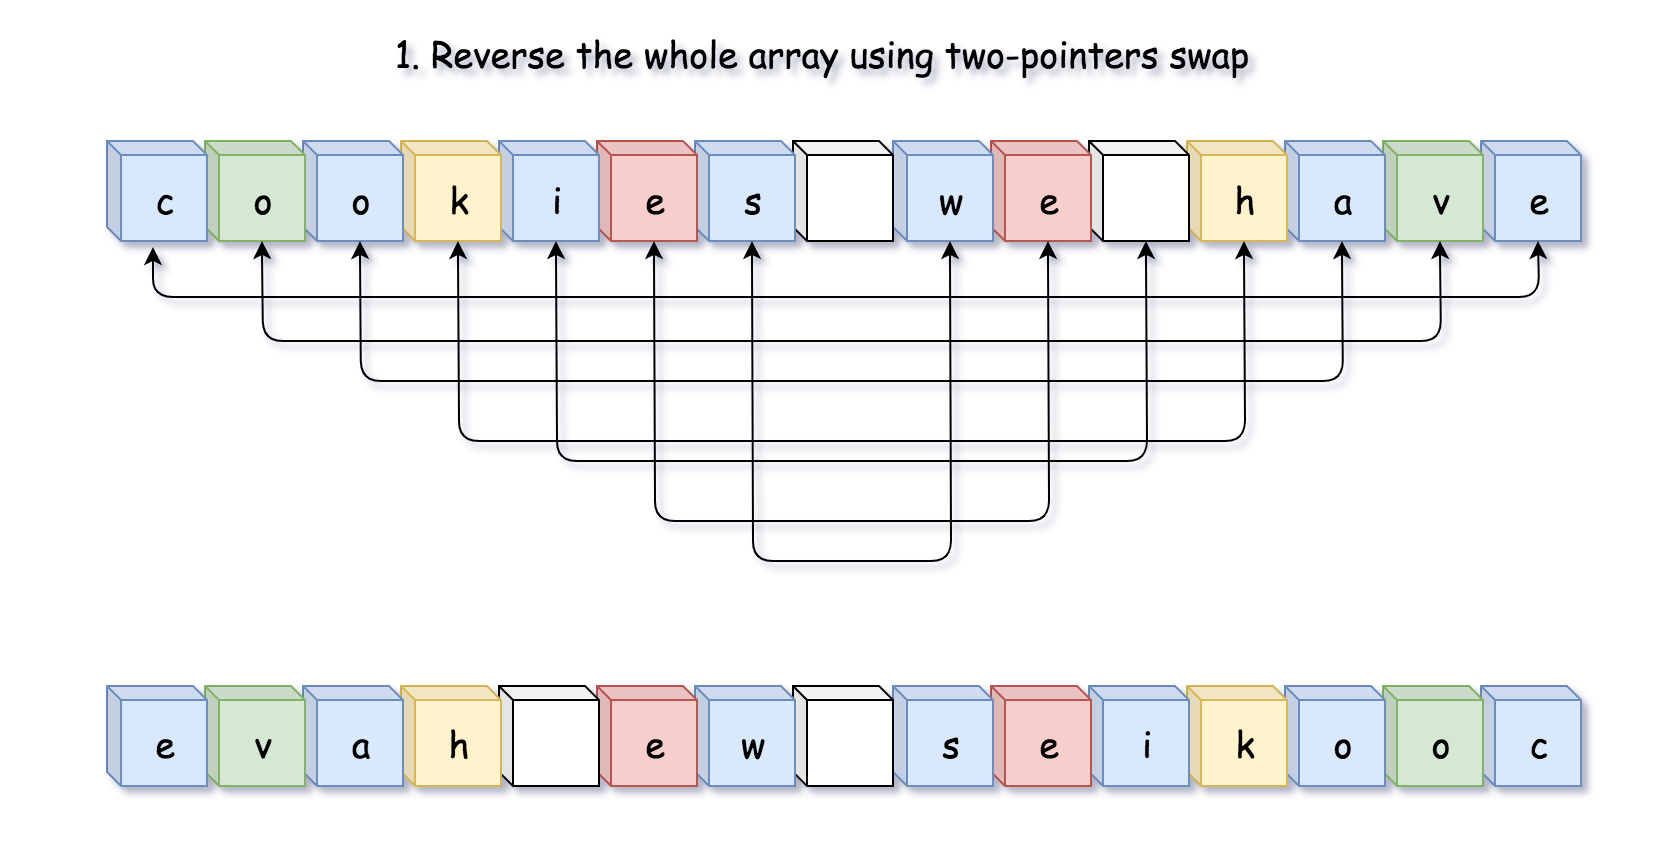 1. Reverse the whole array using two-pointers swap
c o o k i e s w e h a v e
e v a h e w s e i k o o c